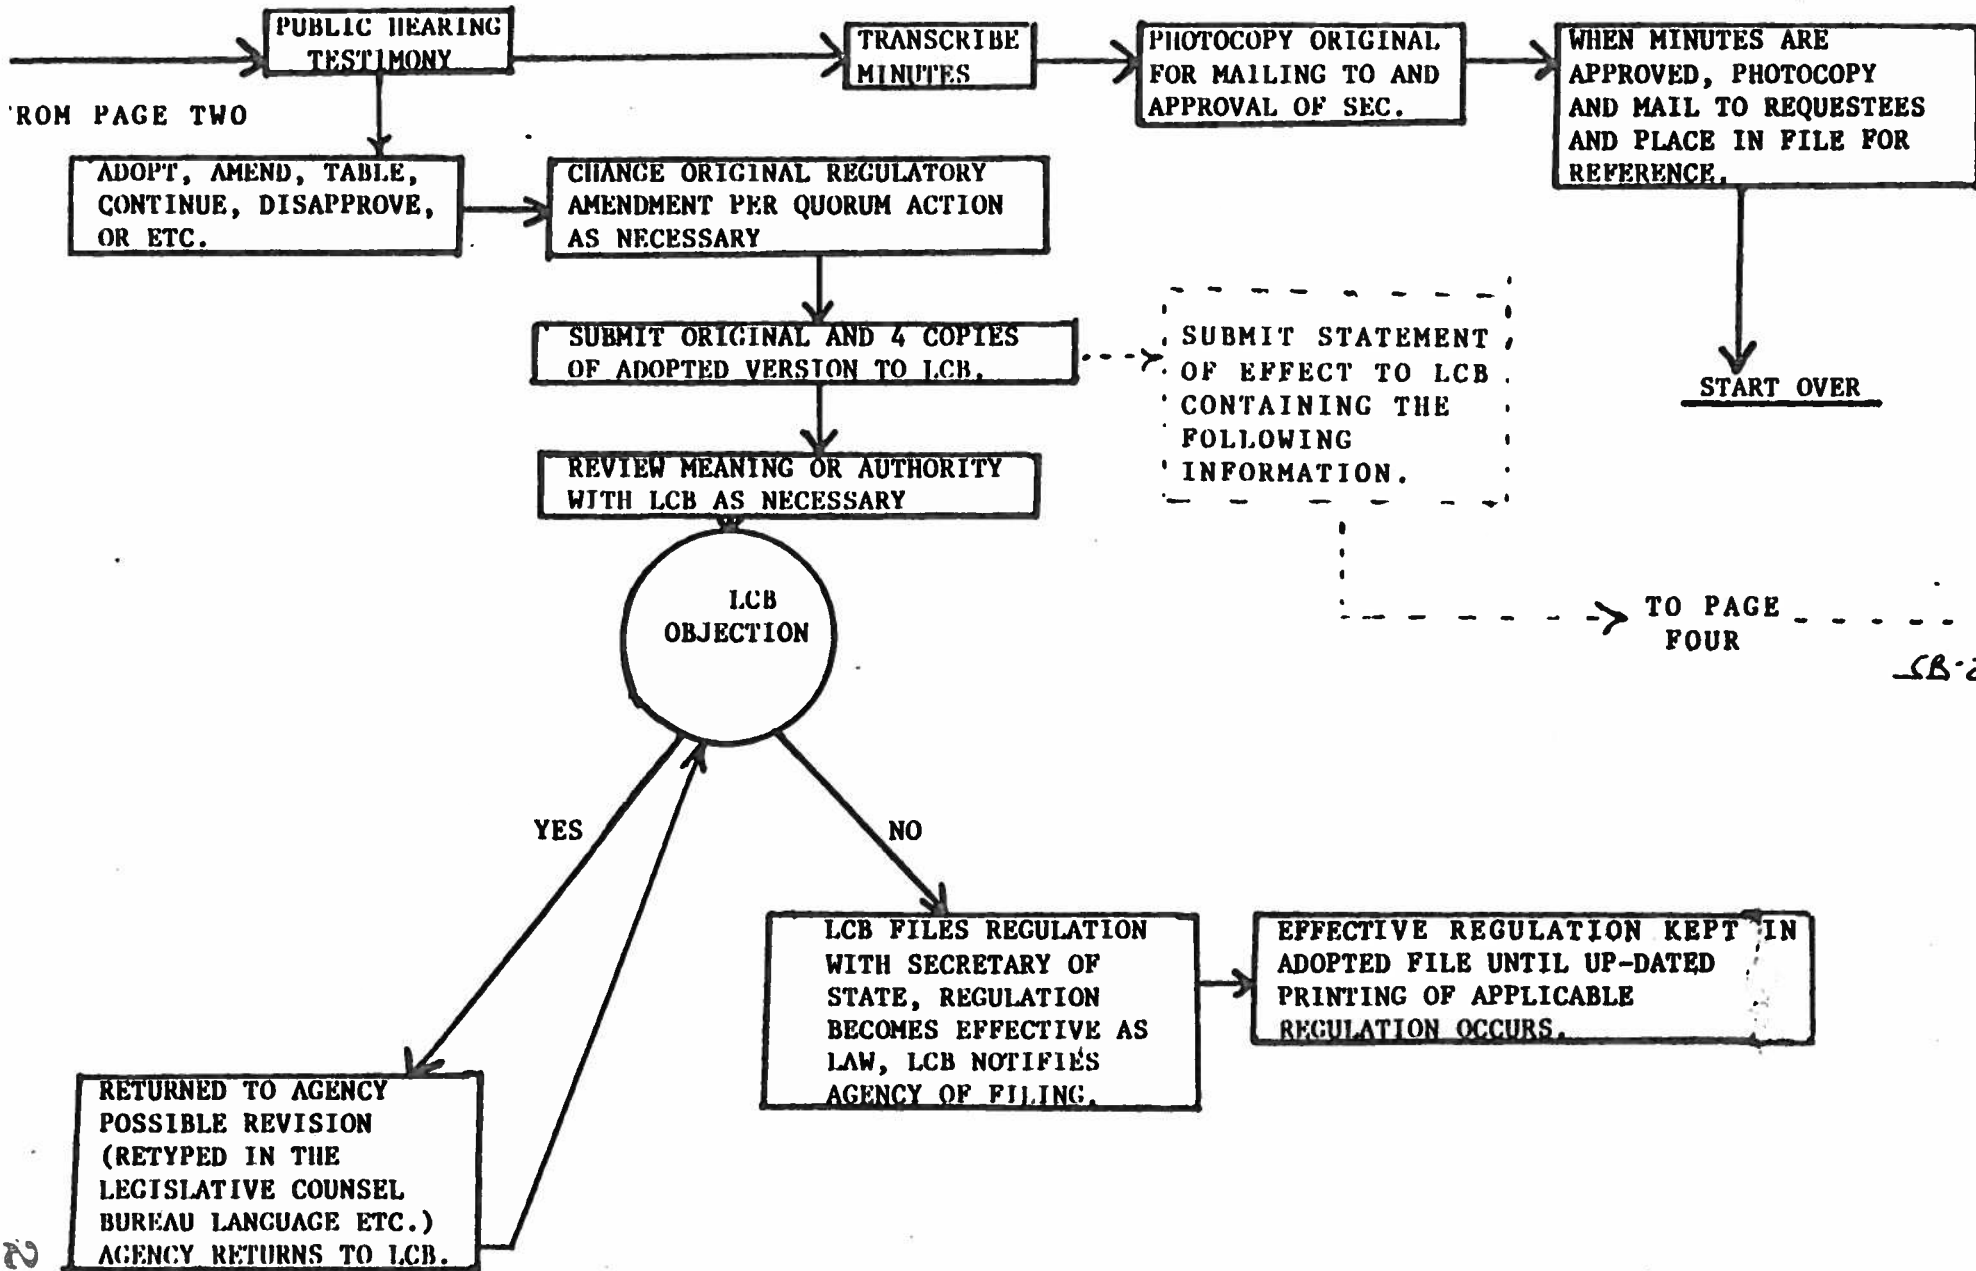 PUBLIC HEARING
TESTIMONY
TRANSCRIBE
MINUTES
PHOTOCOPY ORIGINAL
FOR MAILING TO AND
APPROVAL OF SEC.
WHEN MINUTES ARE
APPROVED, PHOTOCOPY
AND MAIL TO REQUESTEES
AND PLACE IN FILE FOR
REFERENCE.
ROM PAGE TWO
ADOPT, AMEND, TABLE,
CONTINUE, DISAPPROVE,
OR ETC.
CHANGE ORIGINAL REGULATORY
AMENDMENT PER QUORUM ACTION
AS NECESSARY
SUBMIT ORIGINAL AND 4 COPIES
OF ADOPTED VERSION TO LCB.
SUBMIT STATEMENT
OF EFFECT TO LCB
CONTAINING THE
FOLLOWING
INFORMATION.
START OVER
REVIEW MEANING OR AUTHORITY
WITH LCB AS NECESSARY
LCB
OBJECTION
TO PAGE
FOUR
YES
NO
LCB FILES REGULATION
WITH SECRETARY OF
STATE, REGULATION
BECOMES EFFECTIVE AS
LAW, LCB NOTIFIES
AGENCY OF FILING.
EFFECTIVE REGULATION KEPT IN
ADOPTED FILE UNTIL UP-DATED
PRINTING OF APPLICABLE
REGULATION OCCURS.
RETURNED TO AGENCY
POSSIBLE REVISION
(RETYPED IN THE
LEGISLATIVE COUNSEL
BUREAU LANGUAGE ETC.)
AGENCY RETURNS TO LCB.